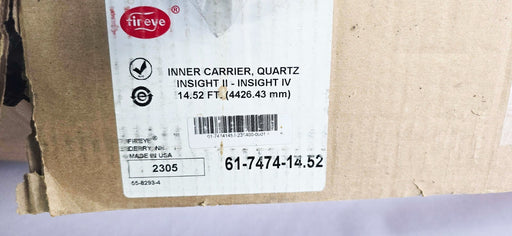 fireye
INNER CARRIER, QUARTZ
INSIGHT II - INSIGHT IV
14.52 FT. (4426.43 mm)
FIREYE
DERRY, NH
MADE IN USA
2305
61-7474-14.52
55-8293-4